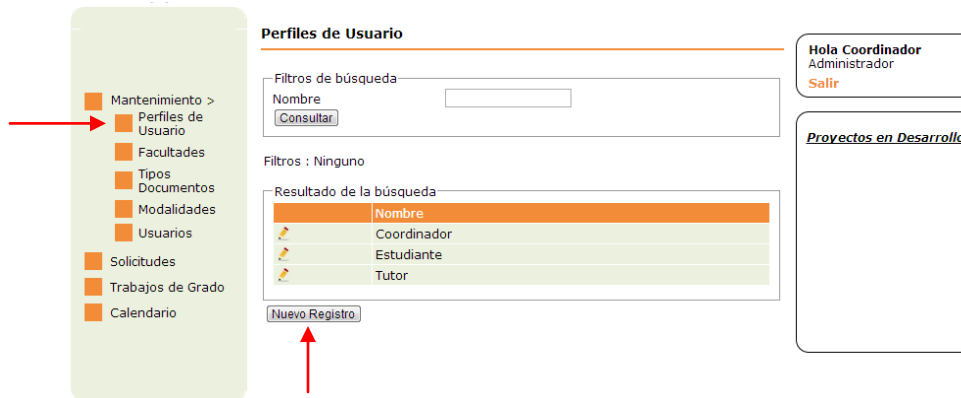 Mantenimiento >
Perfiles de
Usuario
Facultades
Tipos
Documentos
Modalidades
Usuarios
Solicitudes
Trabajos de Grado
Calendario
Perfiles de Usuario
Filtros de búsqueda
Nombre
Consultar
Filtros : Ninguno
Resultado de la búsqueda
Nombre
Coordinador
Estudiante
Tutor
Nuevo Registro
Hola Coordinador
Administrador
Salir
Proyectos en Desarrollo